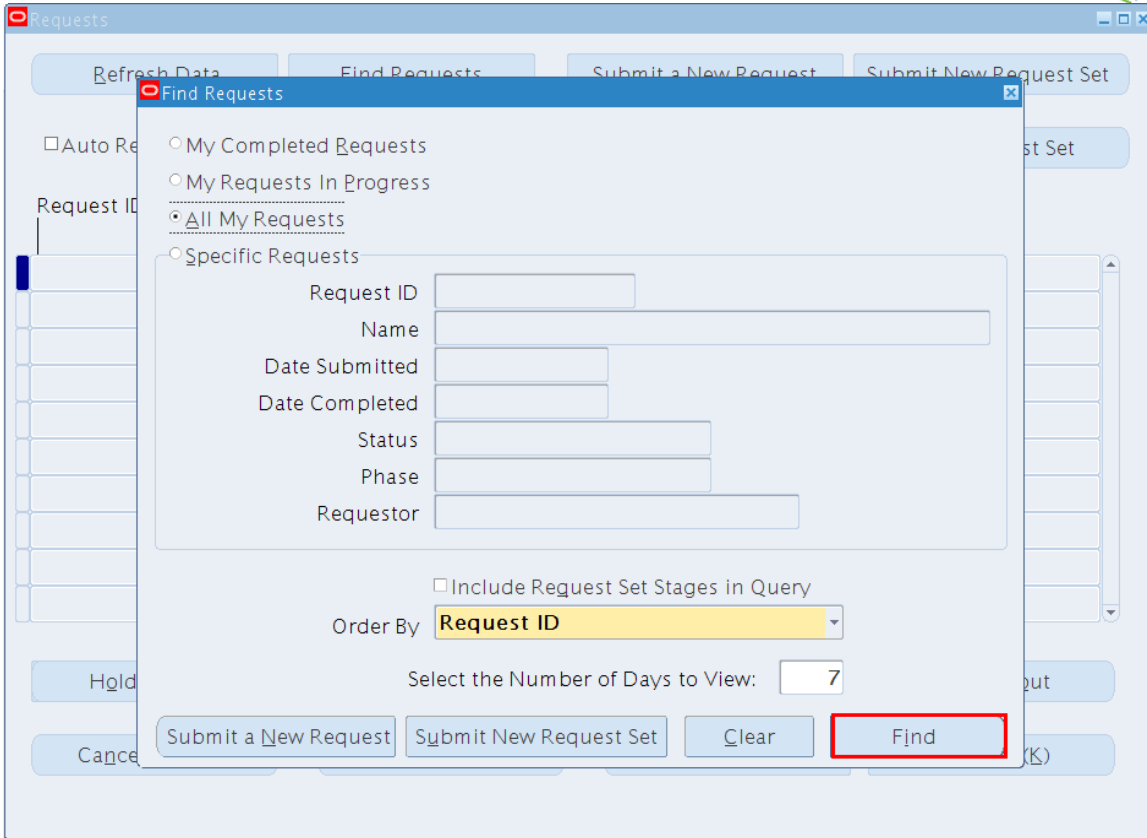 Requests
Refresh Data
Find Requests
Submit a New Request
Submit New Request Set
Find Requests
Auto Re
st Set
My Completed Requests
My Requests In Progress
Request ID
All My Requests
Specific Requests
Request ID
Name
Date Submitted
Date Completed
Status
Phase
Requestor
Include Request Set Stages in Query
Order By Request ID
Select the Number of Days to View: 7
Hold
out
Submit a New Request
Submit New Request Set
Clear
Find
Cance
(K)